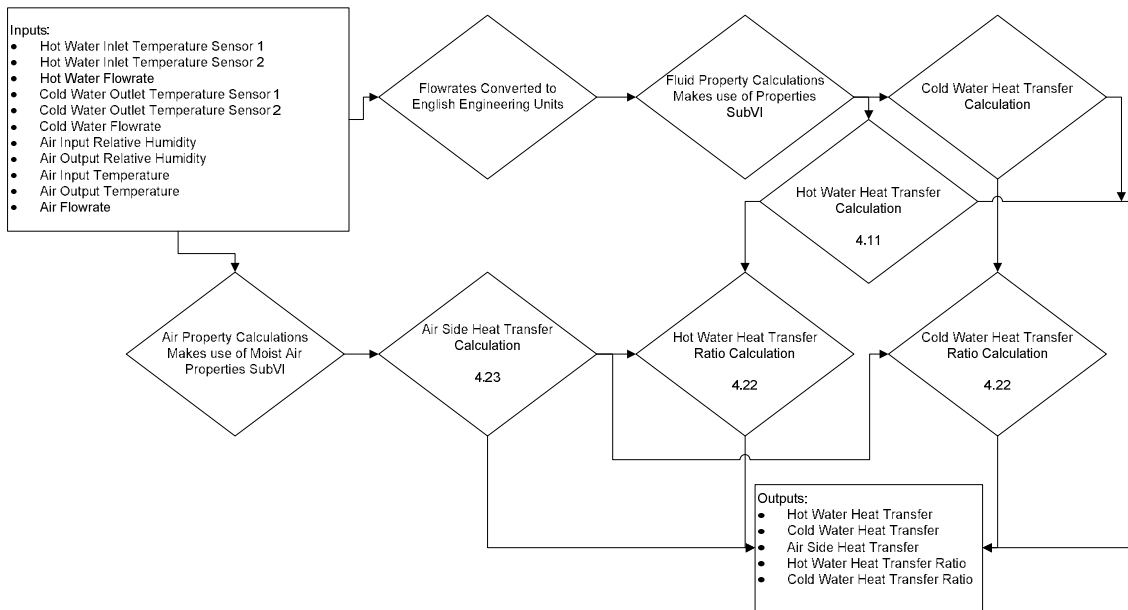 Inputs:
● Hot Water Inlet Temperature Sensor 1
● Hot Water Inlet Temperature Sensor 2
● Hot Water Flowrate
● Cold Water Outlet Temperature Sensor 1
● Cold Water Outlet Temperature Sensor 2
● Cold Water Flowrate
● Air Input Relative Humidity
● Air Output Relative Humidity
● Air Input Temperature
● Air Output Temperature
● Air Flowrate
Flowrates Converted to
English Engineering Units
Fluid Property Calculations
Makes use of Properties
SubVI
Cold Water Heat Transfer
Calculation
Hot Water Heat Transfer
Calculation
4.11
Air Property Calculations
Makes use of Moist Air
Properties SubVI
Air Side Heat Transfer
Calculation
4.23
Hot Water Heat Transfer
Ratio Calculation
4.22
Cold Water Heat Transfer
Ratio Calculation
4.22
Outputs:
● Hot Water Heat Transfer
● Cold Water Heat Transfer
● Air Side Heat Transfer
● Hot Water Heat Transfer Ratio
● Cold Water Heat Transfer Ratio